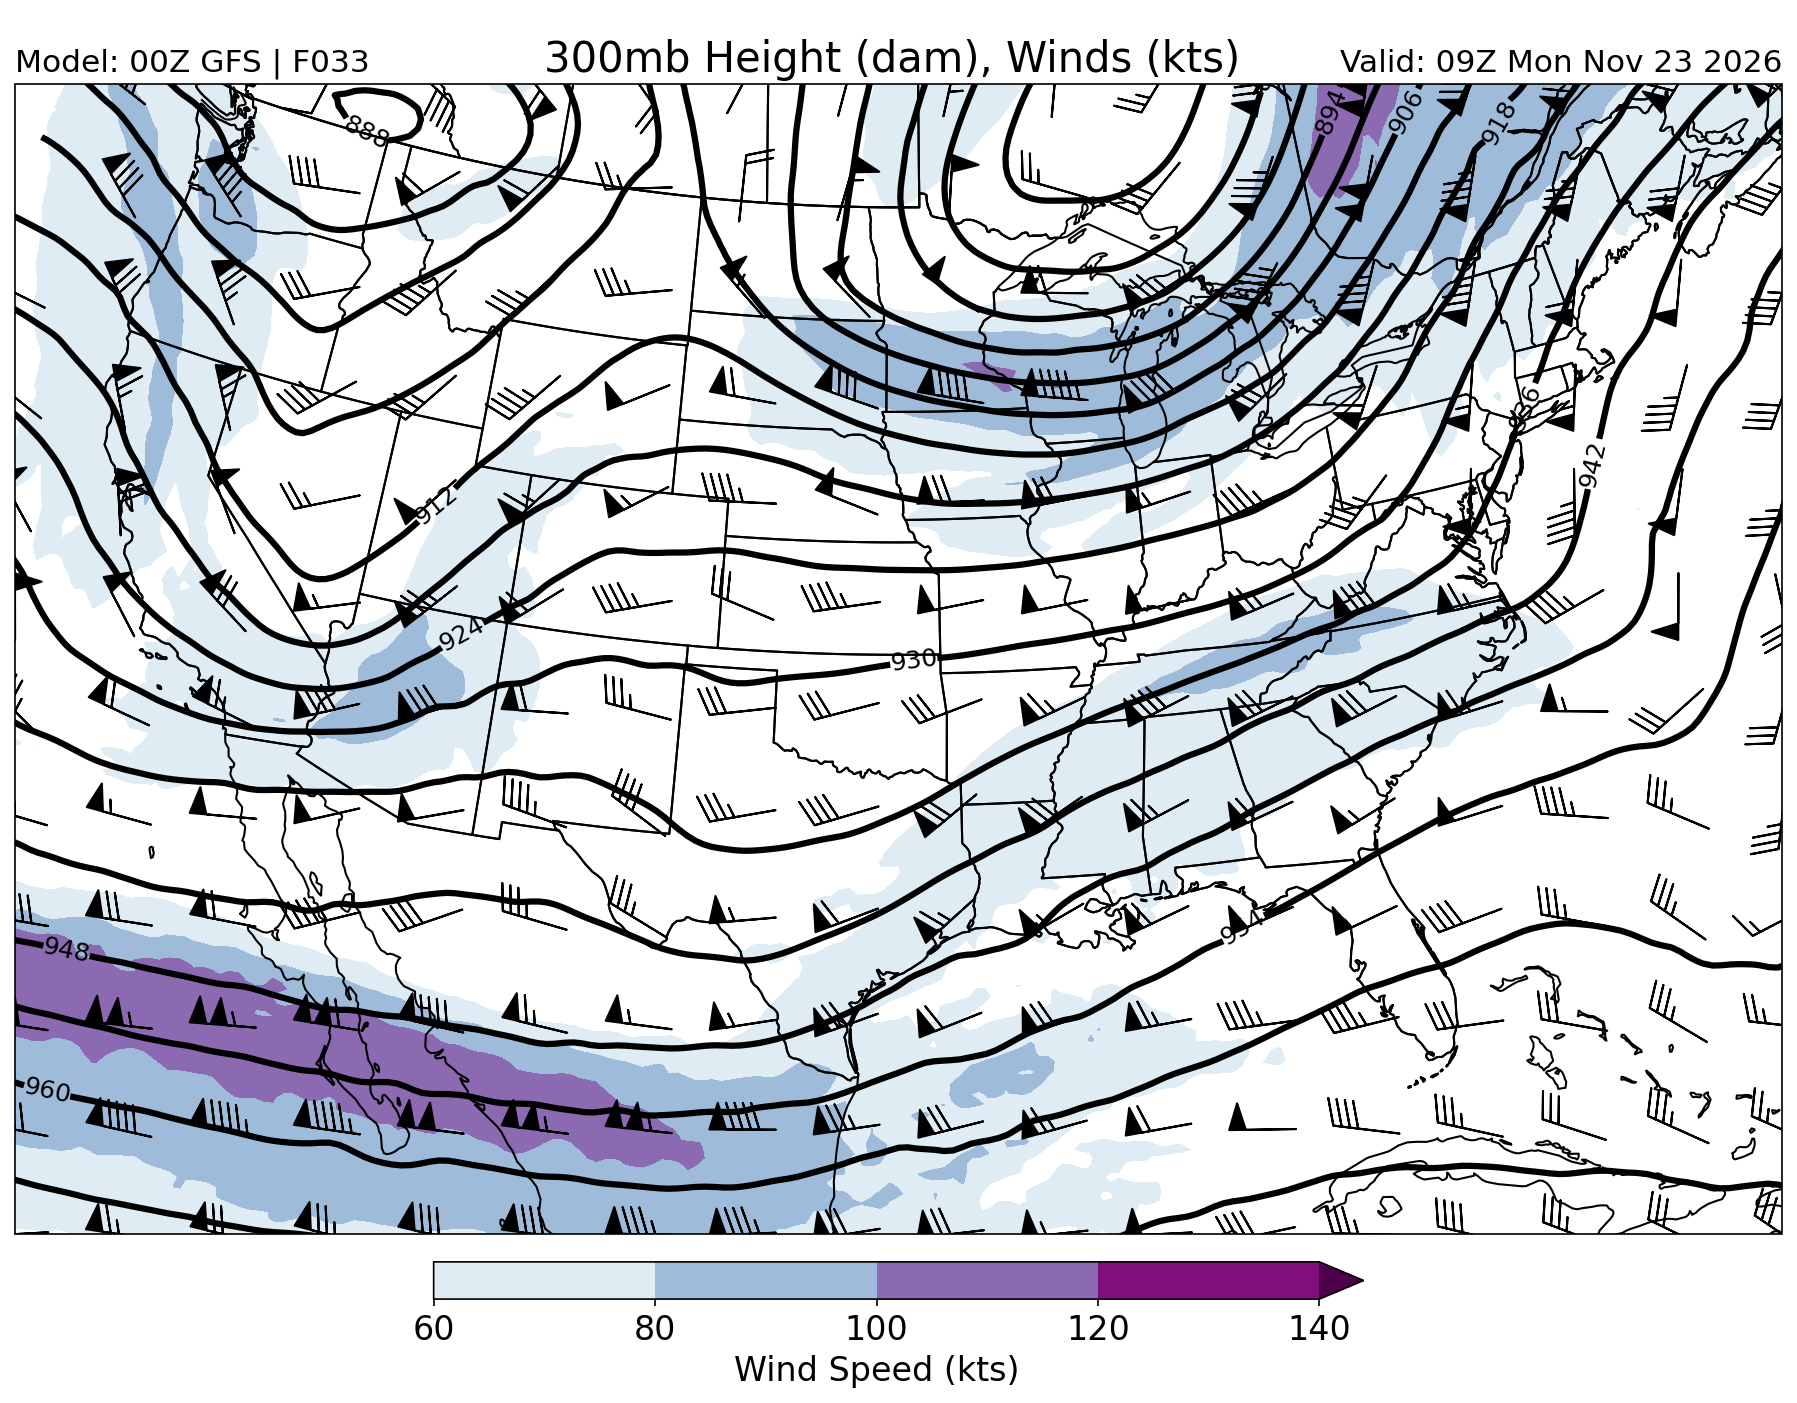 Model: 00Z GFS | F033
300mb Height (dam), Winds (kts)
Valid: 09Z Mon Nov 23 2026
888
894
906
918
936
942
912
924
930
954
948
960
60 80 100 120 140
Wind Speed (kts)